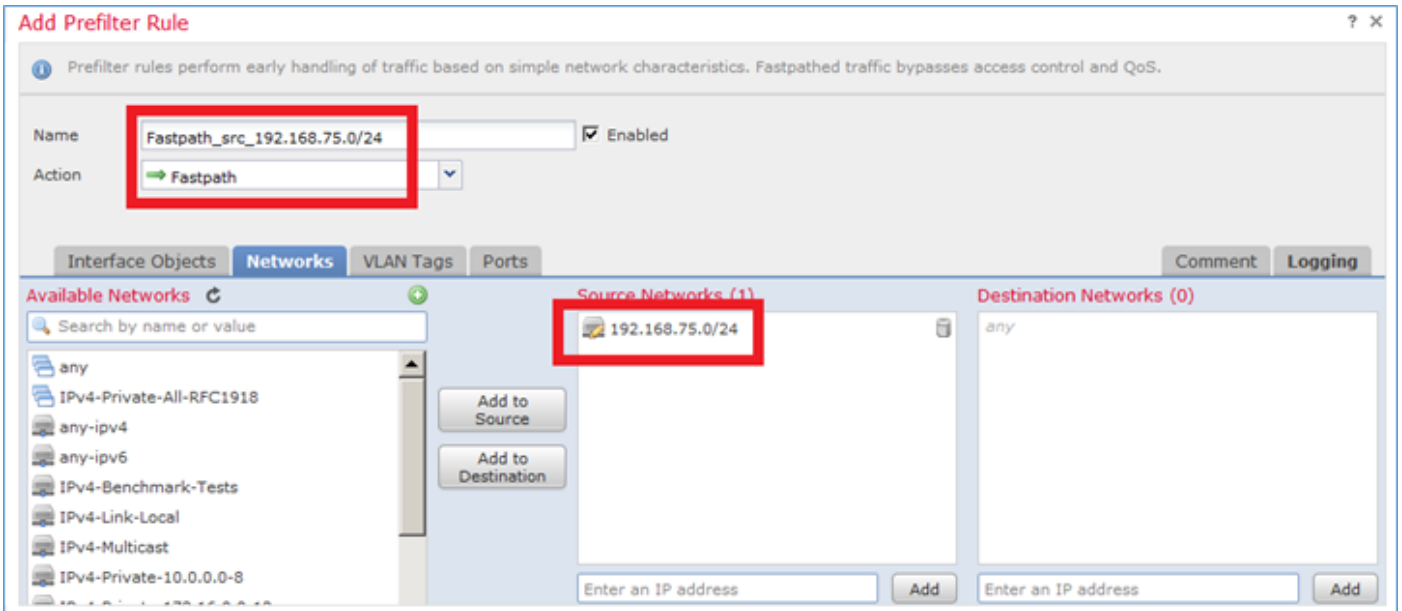 Add Prefilter Rule
? ×
Prefilter rules perform early handling of traffic based on simple network characteristics. Fastpathed traffic bypasses access control and QoS.
Name
Fastpath_src_192.168.75.0/24
Enabled
Action
Fastpath
Interface Objects
Networks
VLAN Tags
Ports
Comment
Logging
Available Networks
Source Networks (1)
Destination Networks (0)
Search by name or value
192.168.75.0/24
any
any
IPv4-Private-All-RFC1918
any-ipv4
any-ipv6
IPv4-Benchmark-Tests
IPv4-Link-Local
IPv4-Multicast
IPv4-Private-10.0.0.0-8
Add to
Source
Add to
Destination
Enter an IP address
Add
Enter an IP address
Add